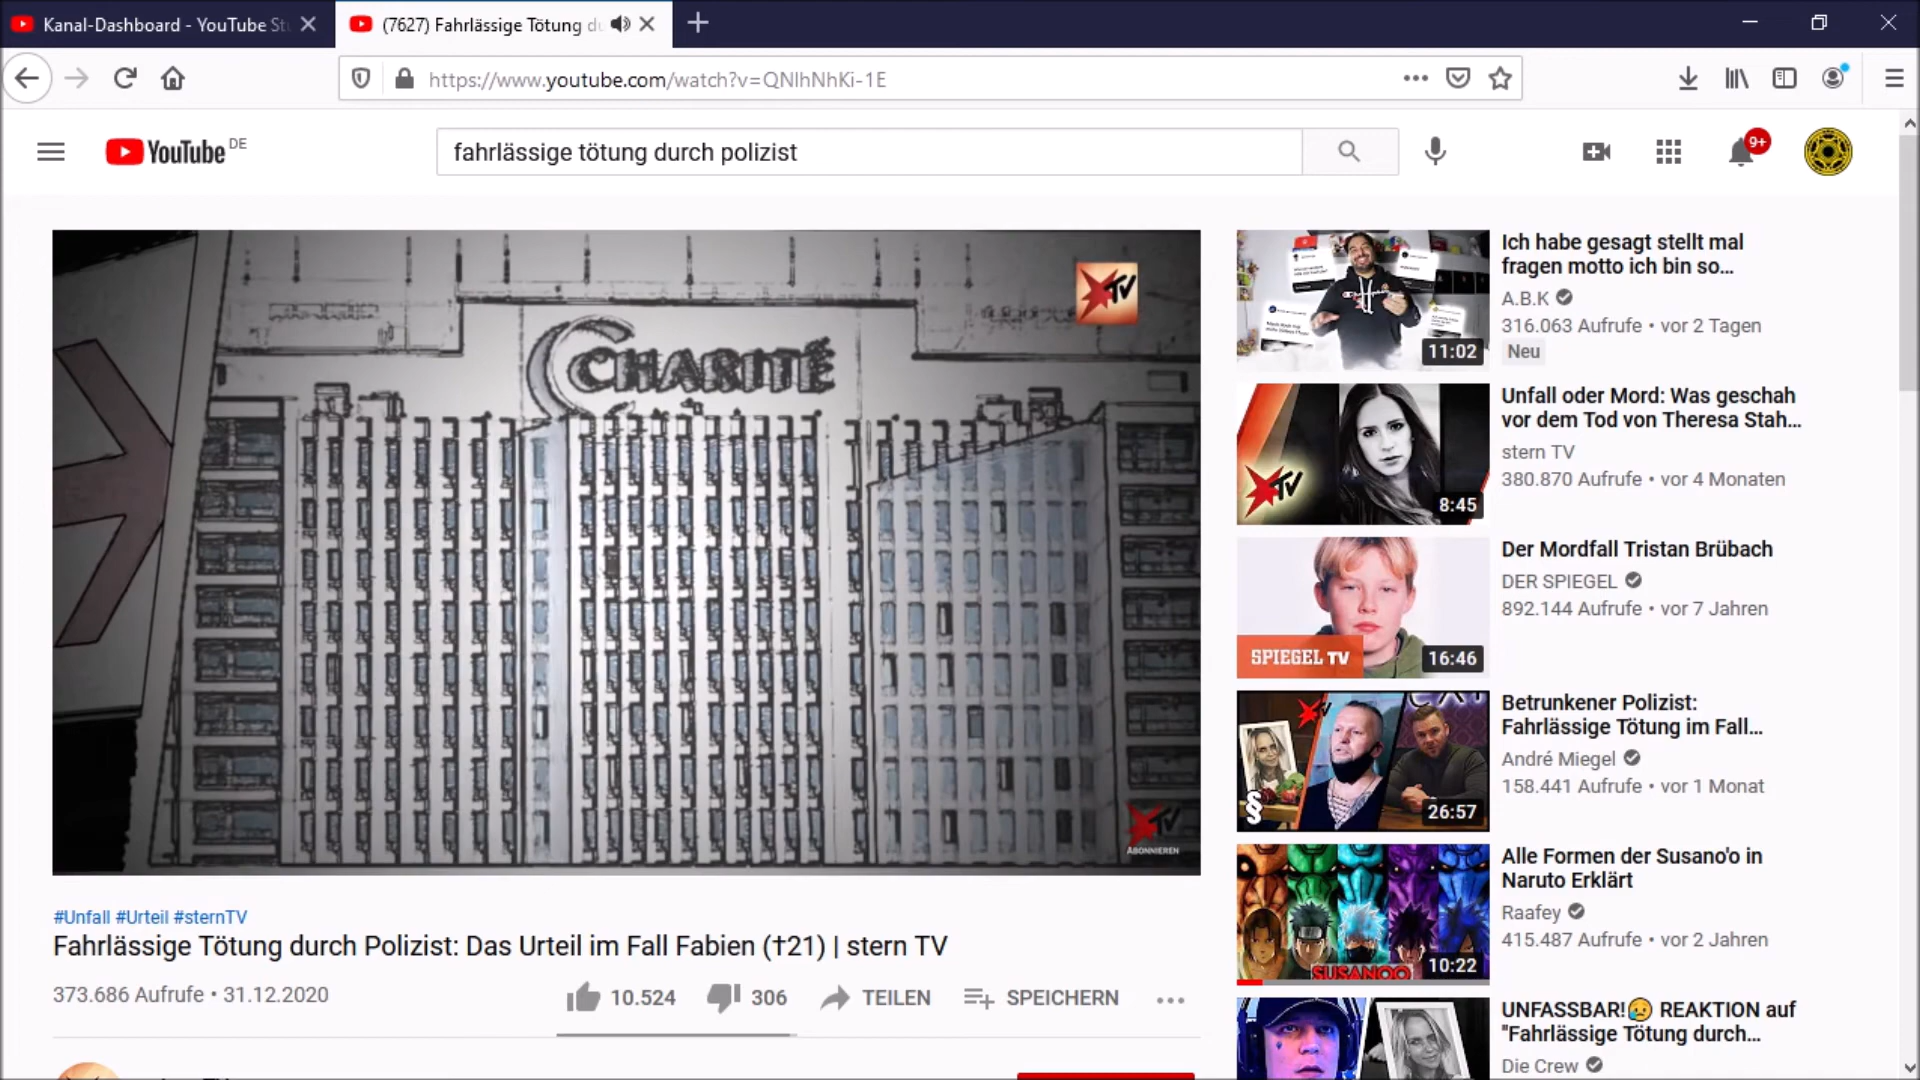 Kanal-Dashboard - YouTube St
(7627) Fahrlässige Tötung du
https://www.youtube.com/watch?v=QNlhNhKi-1E
YouTube DE
fahrlässige tötung durch polizist
9+
TV
CHARITÉ
TV
ABONNIEREN
#Unfall #Urteil #sternTV
Fahrlässige Tötung durch Polizist: Das Urteil im Fall Fabien (†21) | stern TV
373.686 Aufrufe • 31.12.2020
10.524
306
TEILEN
SPEICHERN
11:02
Ich habe gesagt stellt mal
fragen motto ich bin so...
A.B.K
316.063 Aufrufe • vor 2 Tagen
Neu
TV
8:45
Unfall oder Mord: Was geschah
vor dem Tod von Theresa Stah...
stern TV
380.870 Aufrufe • vor 4 Monaten
SPIEGEL TV
16:46
Der Mordfall Tristan Brübach
DER SPIEGEL
892.144 Aufrufe • vor 7 Jahren
§
26:57
Betrunkener Polizist:
Fahrlässige Tötung im Fall...
André Miegel
158.441 Aufrufe • vor 1 Monat
SUSANOO
10:22
Alle Formen der Susano'o in
Naruto Erklärt
Raafey
415.487 Aufrufe • vor 2 Jahren
UNFASSBAR!😥 REAKTION auf
"Fahrlässige Tötung durch...
Die Crew